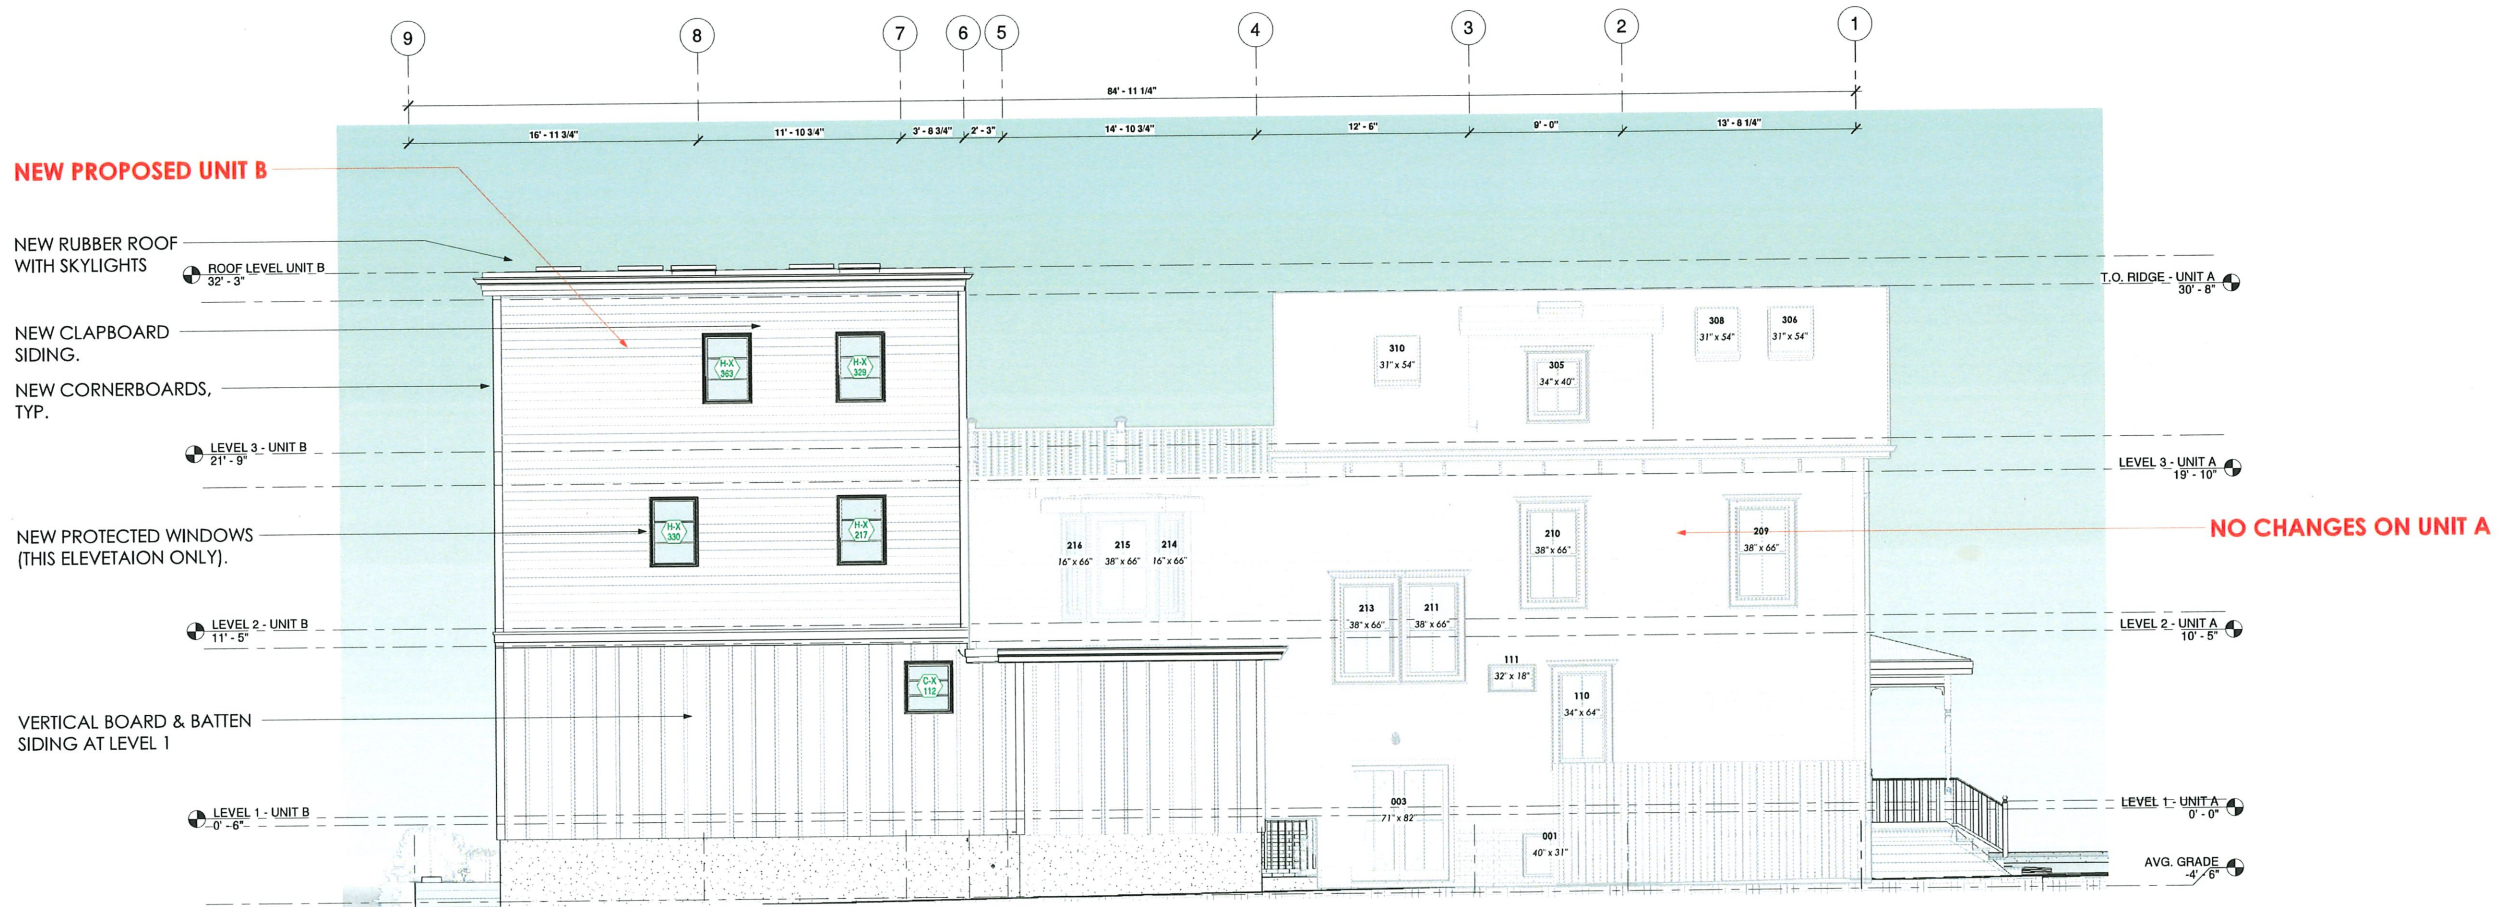 9 8 7 6 5 4 3 2 1
84' - 11 1/4"
16' - 11 3/4" 11' - 10 3/4" 3' - 8 3/4" 2' - 3" 14' - 10 3/4" 12' - 6" 9' - 0" 13' - 8 1/4"
NEW PROPOSED UNIT B
NEW RUBBER ROOF
WITH SKYLIGHTS
ROOF LEVEL UNIT B
32' - 3"
T.O. RIDGE - UNIT A
30' - 8"
NEW CLAPBOARD
SIDING.
NEW CORNERBOARDS,
TYP.
H-X
363
H-X
329
310
31" x 54"
305
34" x 40"
308
31" x 54"
306
31" x 54"
LEVEL 3 - UNIT B
21' - 9"
LEVEL 3 - UNIT A
19' - 10"
NEW PROTECTED WINDOWS
(THIS ELEVETAION ONLY).
H-X
330
H-X
217
216
16" x 66"
215
38" x 66"
214
16" x 66"
210
38" x 66"
209
38" x 66"
NO CHANGES ON UNIT A
213
38" x 66"
211
38" x 66"
LEVEL 2 - UNIT B
11' - 5"
LEVEL 2 - UNIT A
10' - 5"
C-X
112
111
32" x 18"
110
34" x 64"
VERTICAL BOARD & BATTEN
SIDING AT LEVEL 1
LEVEL 1 - UNIT B
0' - 6"
003
71" x 82"
001
40" x 31"
LEVEL 1 - UNIT A
0' - 0"
AVG. GRADE
-4' - 6"